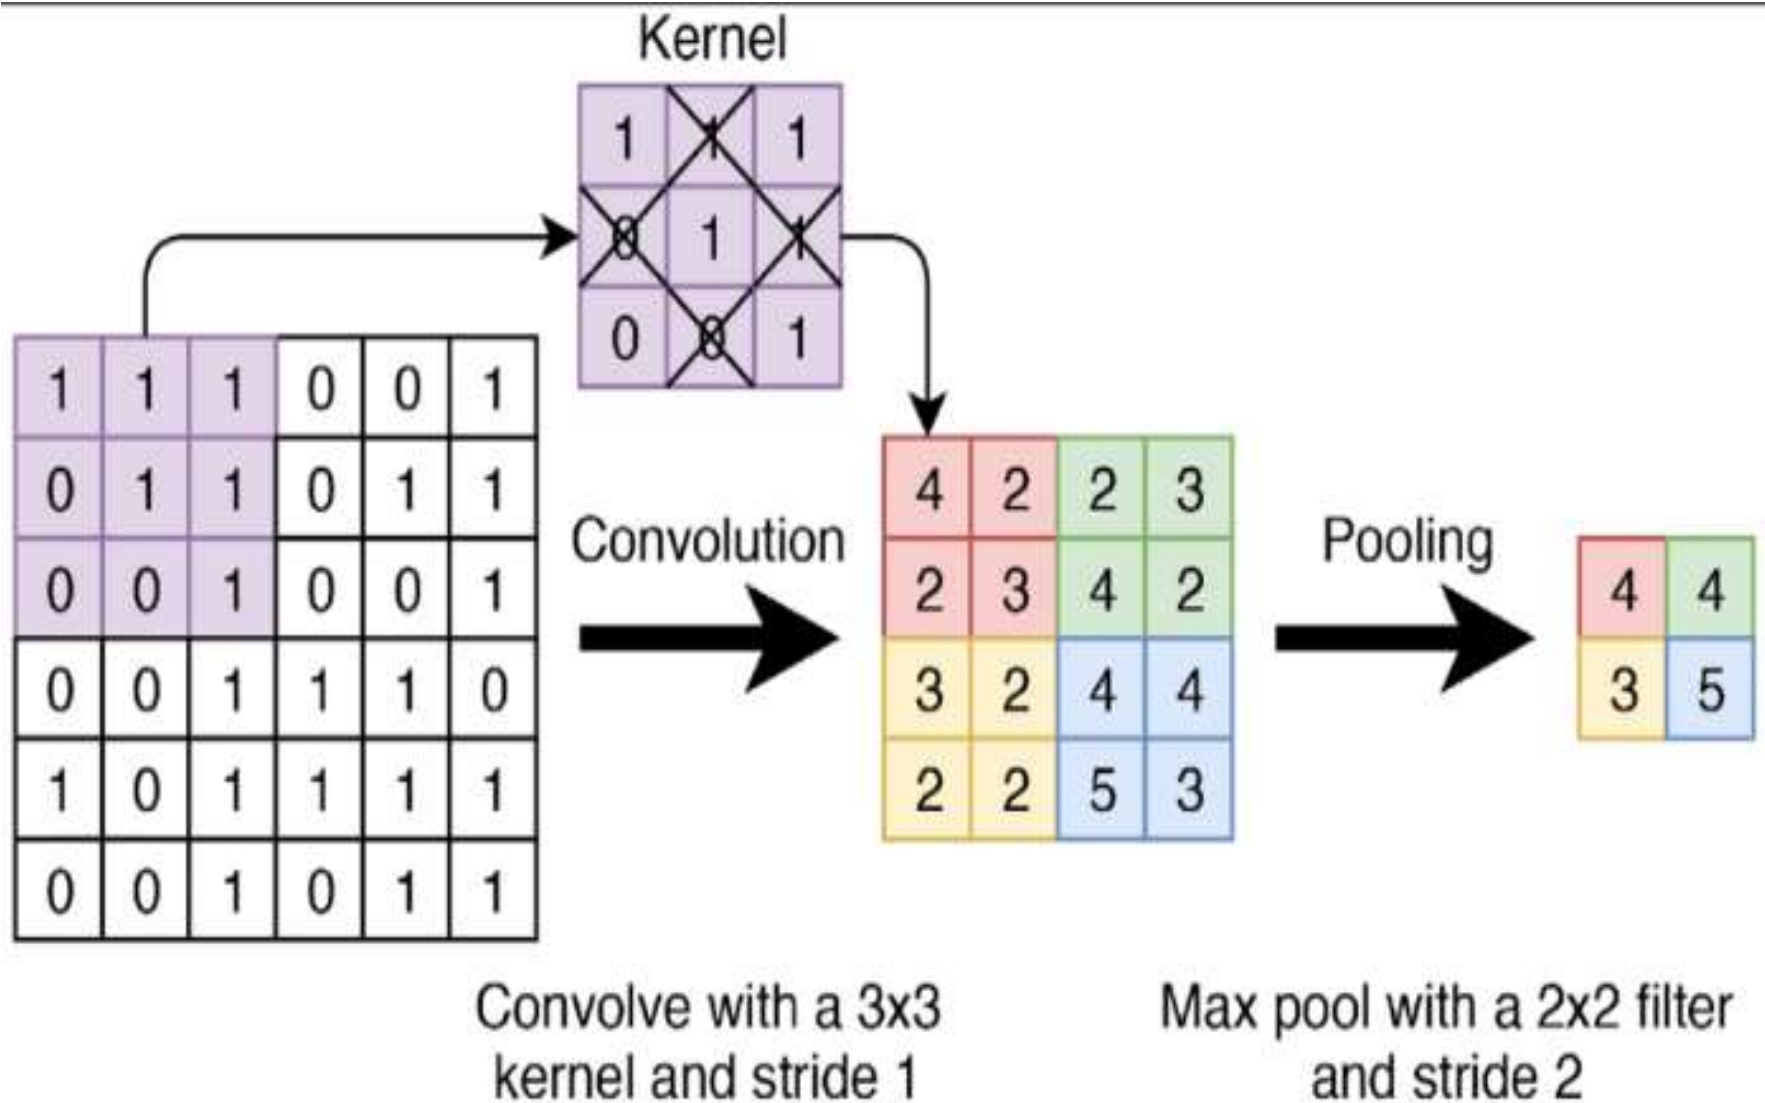 Kernel
1 1 1
0 1 1
0 0 1
1 1 1 0 0 1
0 1 1 0 1 1
0 0 1 0 0 1
0 0 1 1 1 0
1 0 1 1 1 1
0 0 1 0 1 1
Convolution
4 2 2 3
2 3 4 2
3 2 4 4
2 2 5 3
Pooling
4 4
3 5
Convolve with a 3x3
kernel and stride 1
Max pool with a 2x2 filter
and stride 2